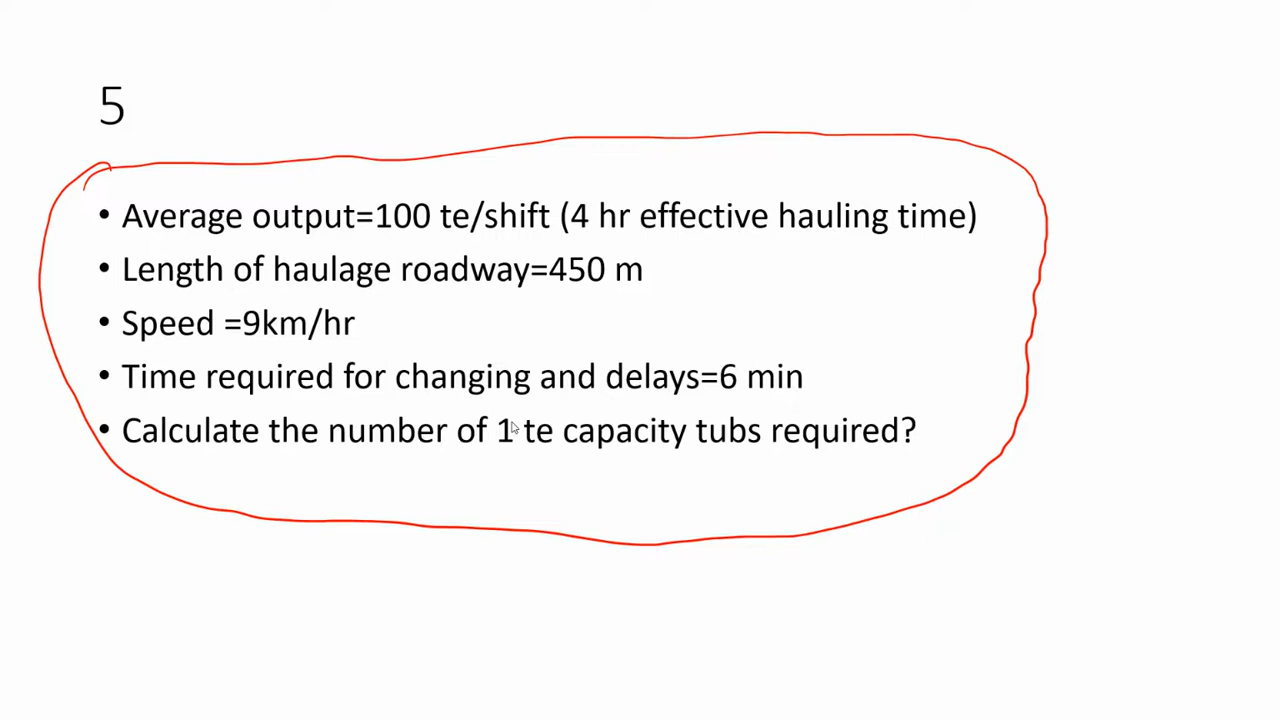 5
• Average output=100 te/shift (4 hr effective hauling time)
• Length of haulage roadway=450 m
• Speed =9km/hr
• Time required for changing and delays=6 min
• Calculate the number of 1 te capacity tubs required?